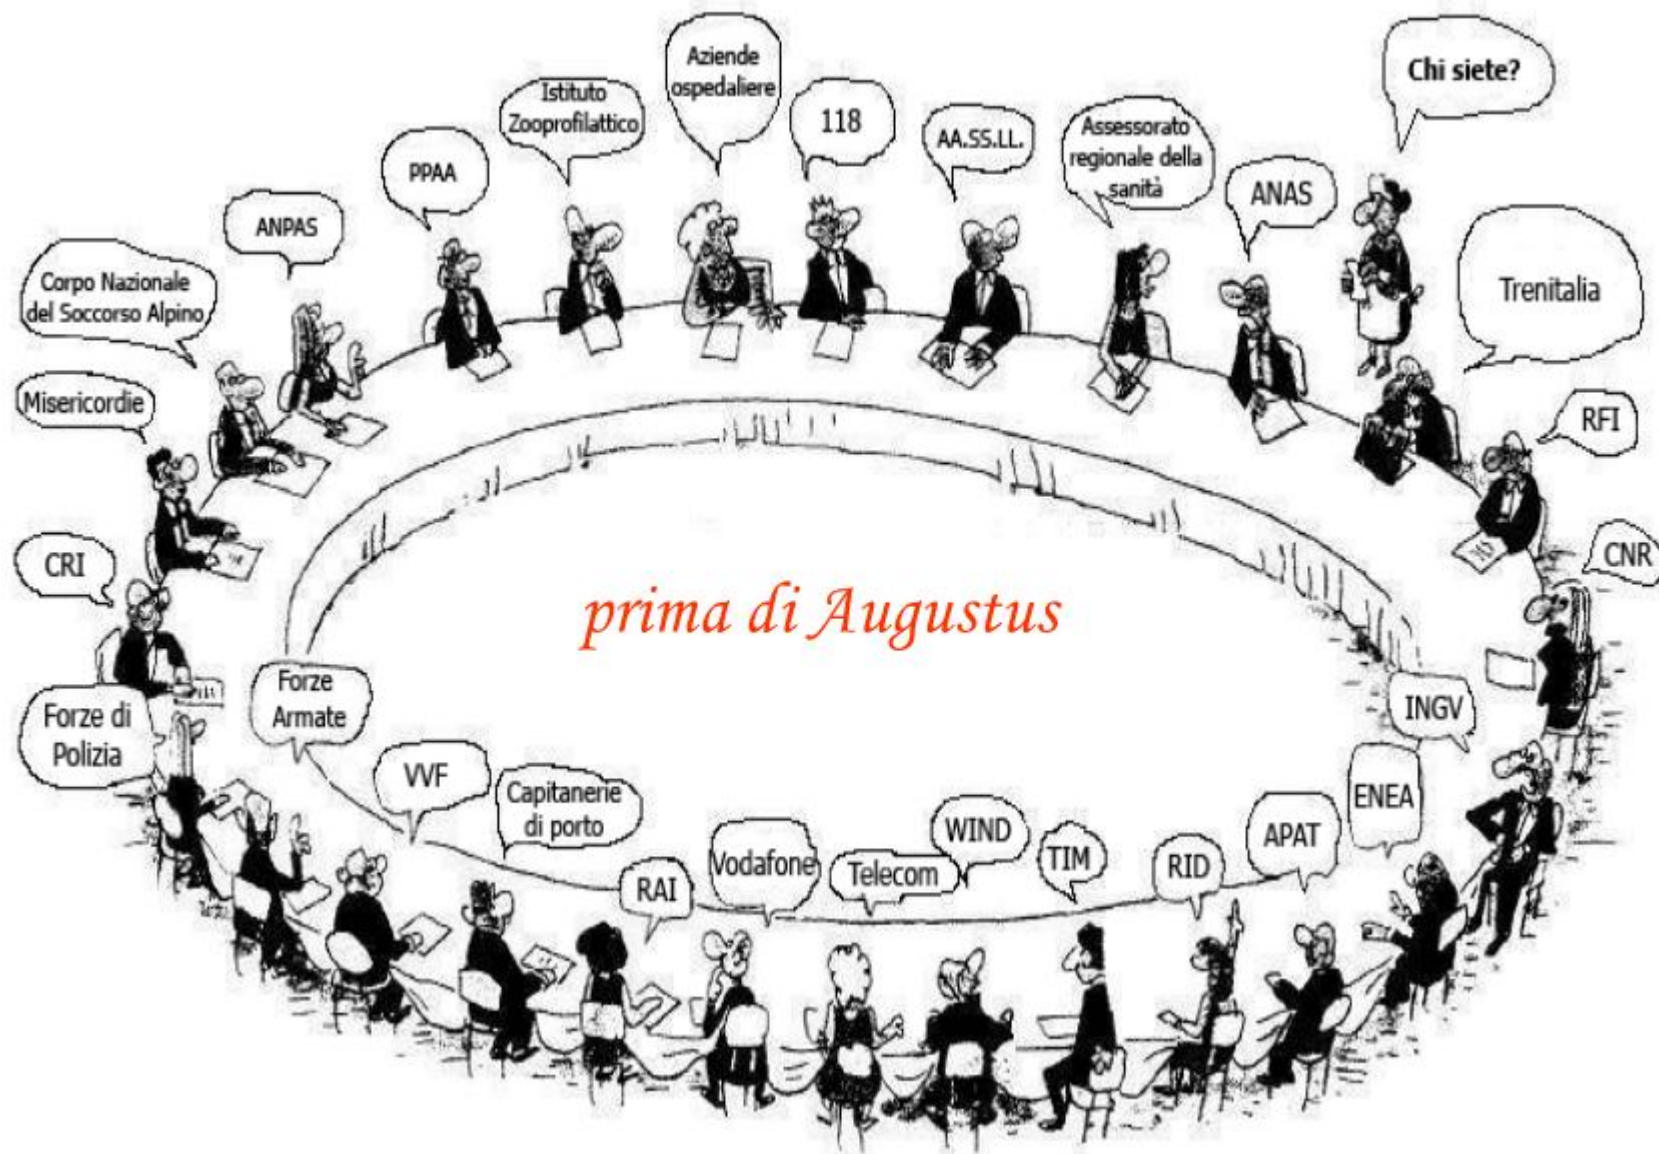 Aziende
ospedaliere
Chi siete?
Istituto
Zooprofilattico
118
AA.SS.LL.
Assessorato
regionale della
sanità
PPAA
ANAS
ANPAS
Trenitalia
Corpo Nazionale
del Soccorso Alpino
Misericordie
RFI
CRI
CNR
prima di Augustus
Forze
Armate
Forze di
Polizia
INGV
VVF
Capitanerie
di porto
ENEA
WIND
APAT
Vodafone
Telecom
TIM
RID
RAI